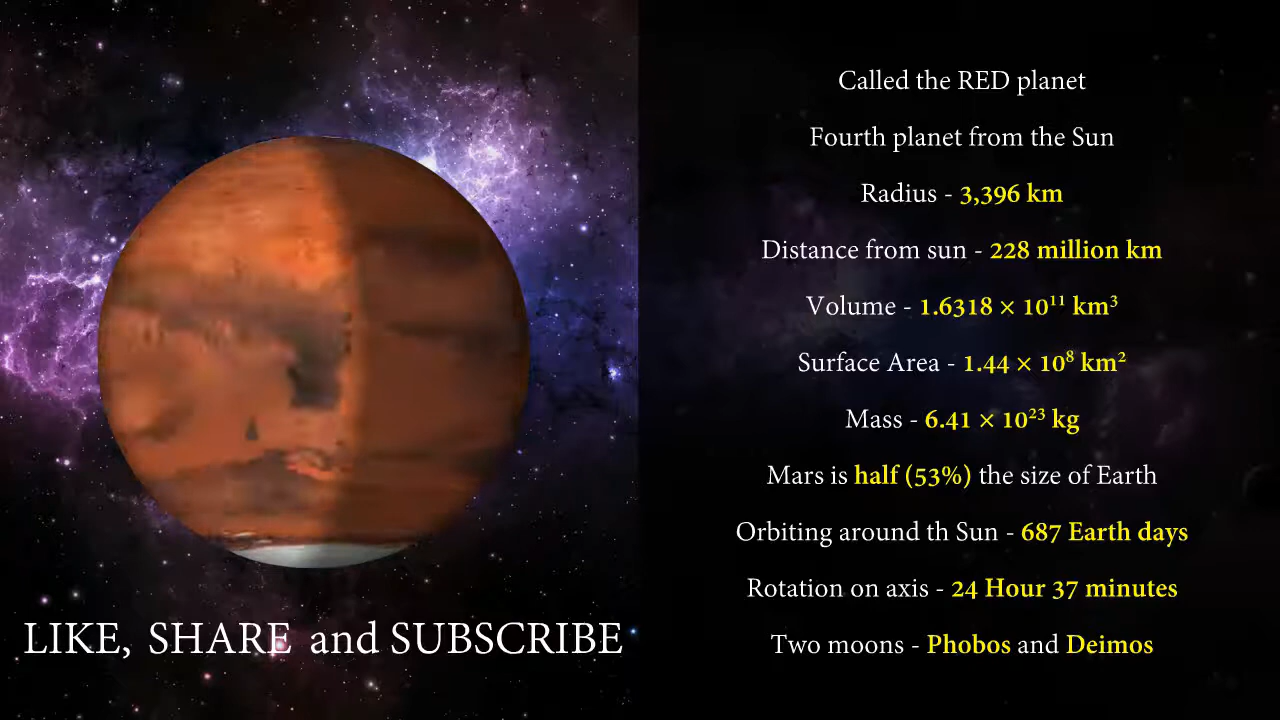 Called the RED planet
Fourth planet from the Sun
Radius - 3,396 km
Distance from sun - 228 million km
Volume - 1.6318 × 10¹¹ km³
Surface Area - 1.44 × 10⁸ km²
Mass - 6.41 × 10²³ kg
Mars is half (53%) the size of Earth
Orbiting around th Sun - 687 Earth days
Rotation on axis - 24 Hour 37 minutes
Two moons - Phobos and Deimos
LIKE, SHARE and SUBSCRIBE